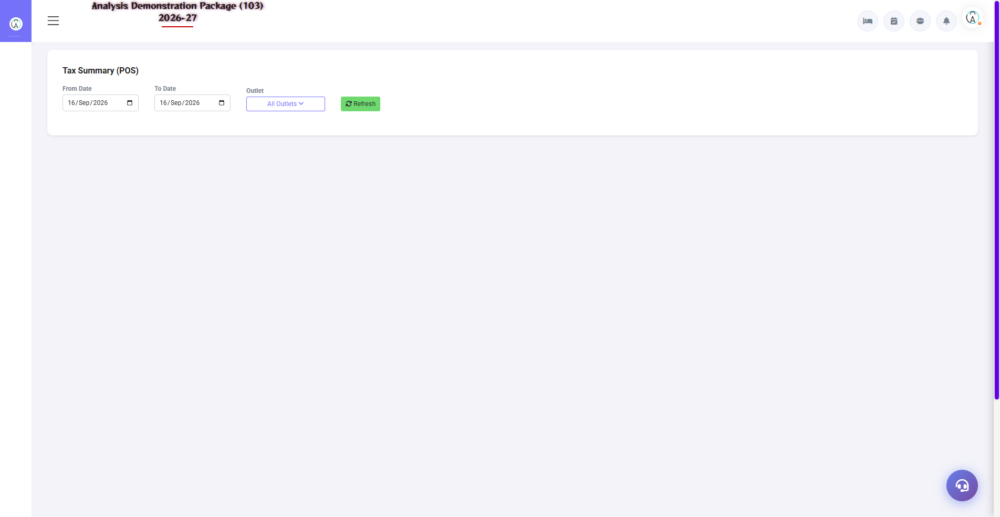 Analysis Demonstration Package (103)
2026-27
Tax Summary (POS)
From Date
To Date
Outlet
16/Sep/2026
16/Sep/2026
All Outlets
Refresh